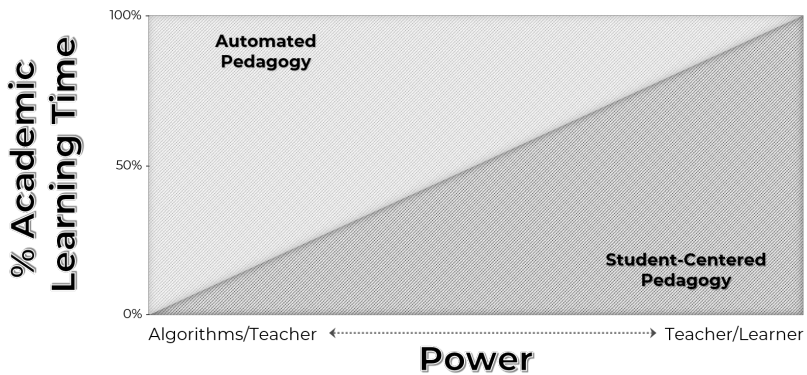 % Academic
Learning Time
100%
50%
0%
Automated
Pedagogy
Student-Centered
Pedagogy
Algorithms/Teacher
Teacher/Learner
Power